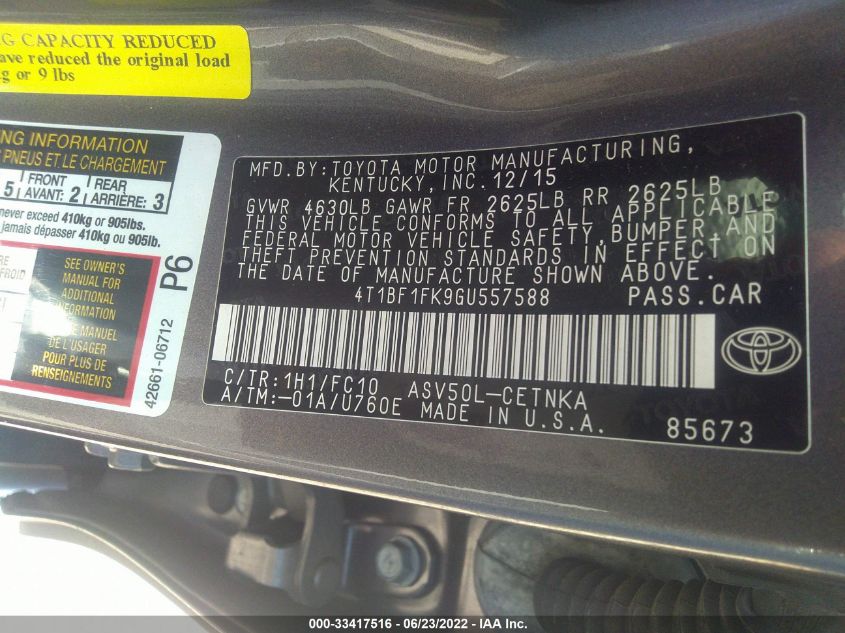 G CAPACITY REDUCED
ave reduced the original load
g or 9 lbs
NG INFORMATION
PNEUS ET LE CHARGEMENT
5 FRONT AVANT: 2 REAR ARRIÈRE: 3
never exceed 410kg or 905lbs.
jamais dépasser 410kg ou 905lb.
RE
FROID
SEE OWNER'S
MANUAL FOR
ADDITIONAL
INFORMATION
LE MANUEL
DE L'USAGER
POUR PLUS DE
RENSEIGNEMENTS
P6
42661-06712
MFD.BY:TOYOTA MOTOR MANUFACTURING,
KENTUCKY, INC. 12/15
GVWR 4630LB GAWR FR 2625LB RR 2625LB
THIS VEHICLE CONFORMS TO ALL APPLICABLE
FEDERAL MOTOR VEHICLE SAFETY, BUMPER AND
THEFT PREVENTION STANDARDS IN EFFECT ON
THE DATE OF MANUFACTURE SHOWN ABOVE.
4T1BF1FK9GU557588 PASS.CAR
C/TR:1H1/FC10 ASV50L-CETNKA
A/TM:-01A/U760E MADE IN U.S.A.
85673
000-33417516 - 06/23/2022 - IAA Inc.